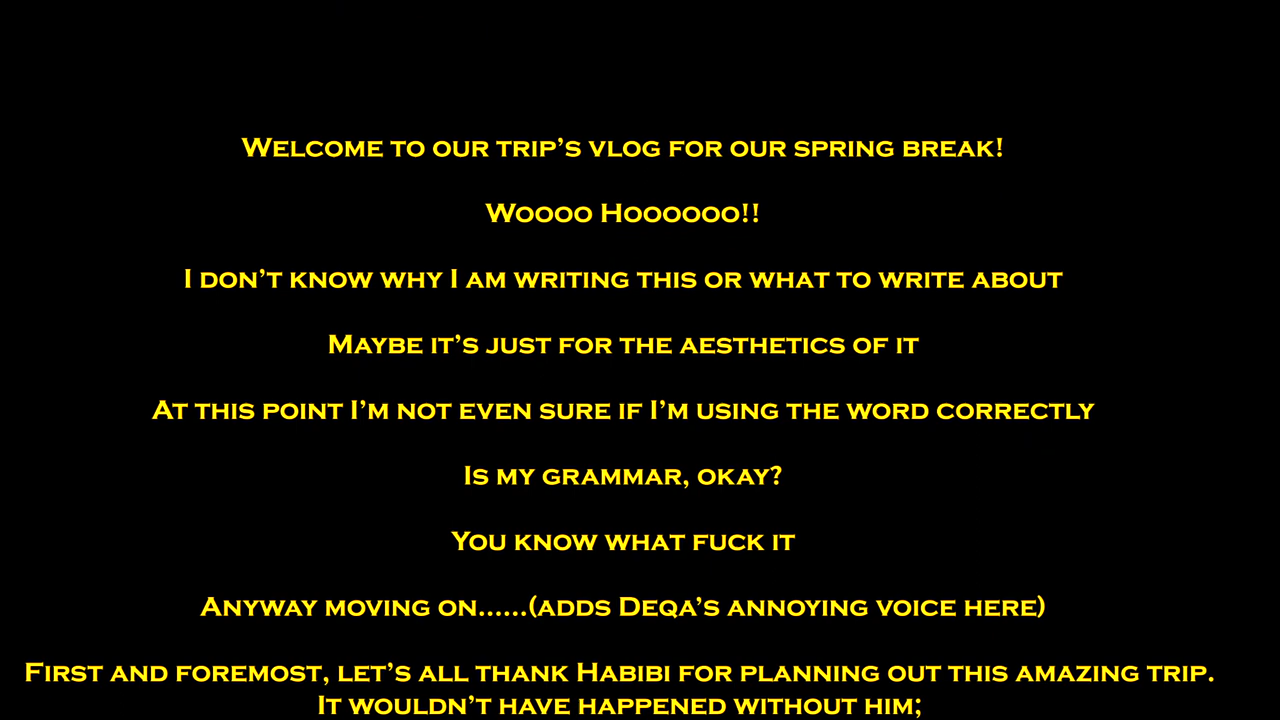 Welcome to our trip’s vlog for our spring break!
Woooo Hoooooo!!
I don’t know why I am writing this or what to write about
Maybe it’s just for the aesthetics of it
At this point I’m not even sure if I’m using the word correctly
Is my grammar, okay?
You know what fuck it
Anyway moving on......(adds Deqa’s annoying voice here)
First and foremost, let’s all thank Habibi for planning out this amazing trip.
It wouldn’t have happened without him;